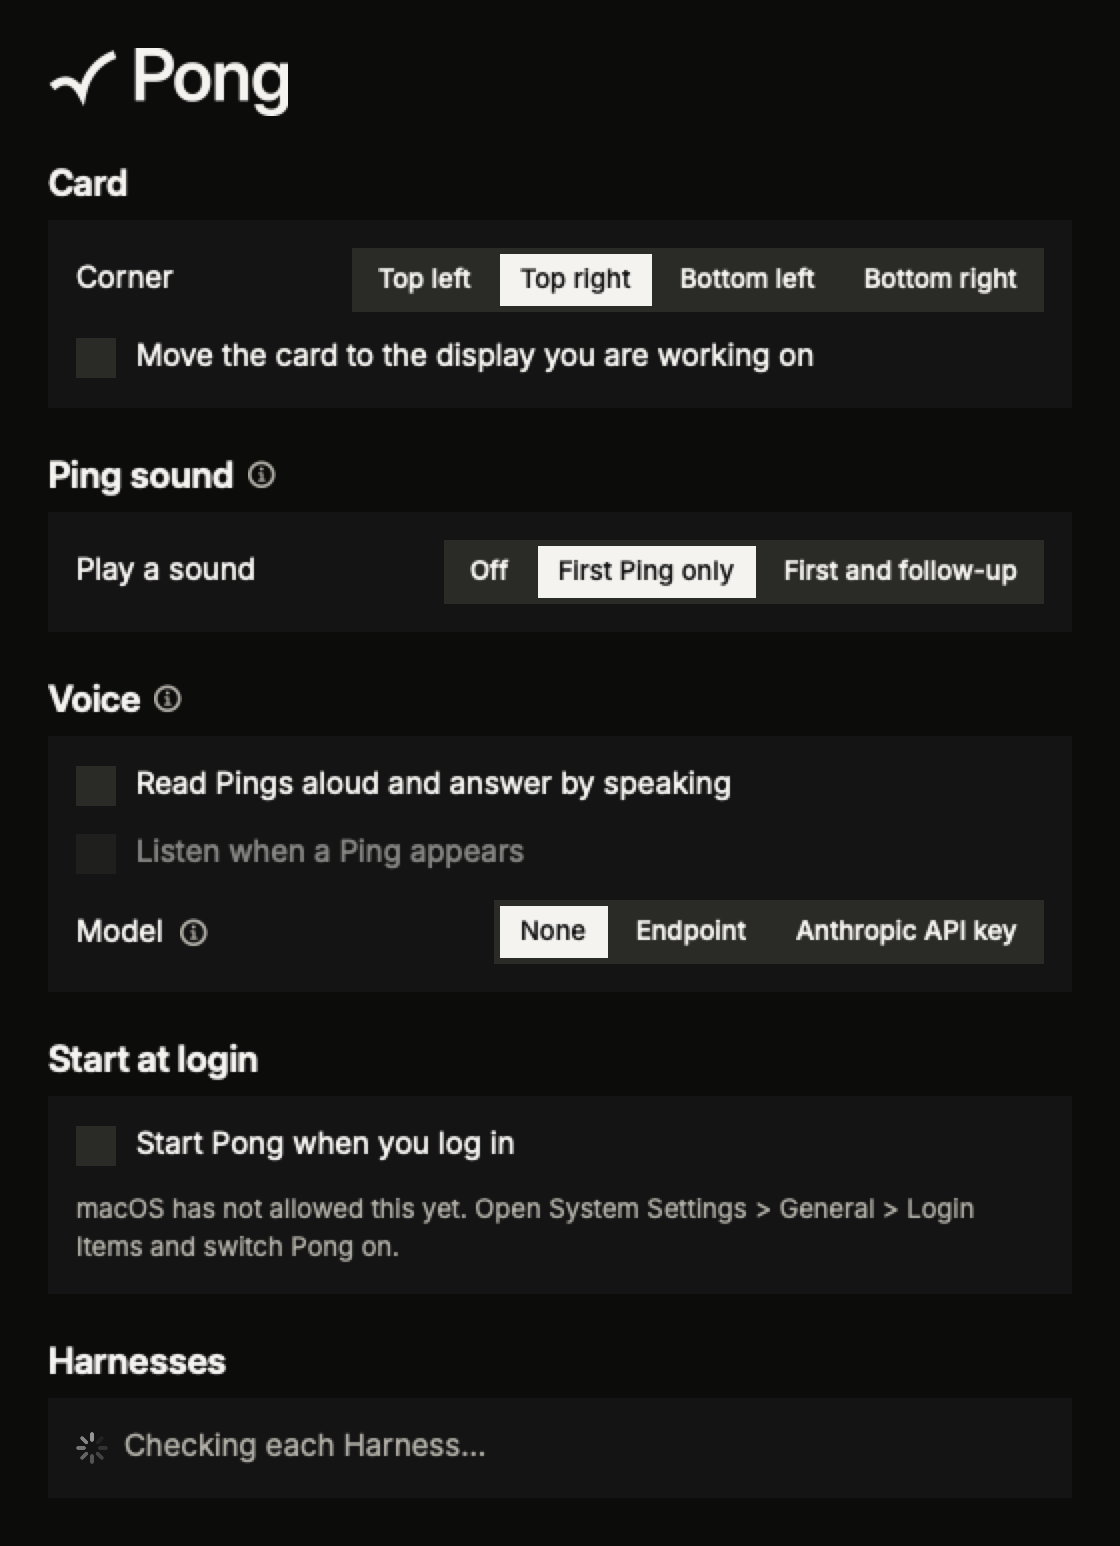 Pong
Card
Corner
Top left
Top right
Bottom left
Bottom right
Move the card to the display you are working on
Ping sound
Play a sound
Off
First Ping only
First and follow-up
Voice
Read Pings aloud and answer by speaking
Listen when a Ping appears
Model
None
Endpoint
Anthropic API key
Start at login
Start Pong when you log in
macOS has not allowed this yet. Open System Settings > General > Login
Items and switch Pong on.
Harnesses
Checking each Harness...